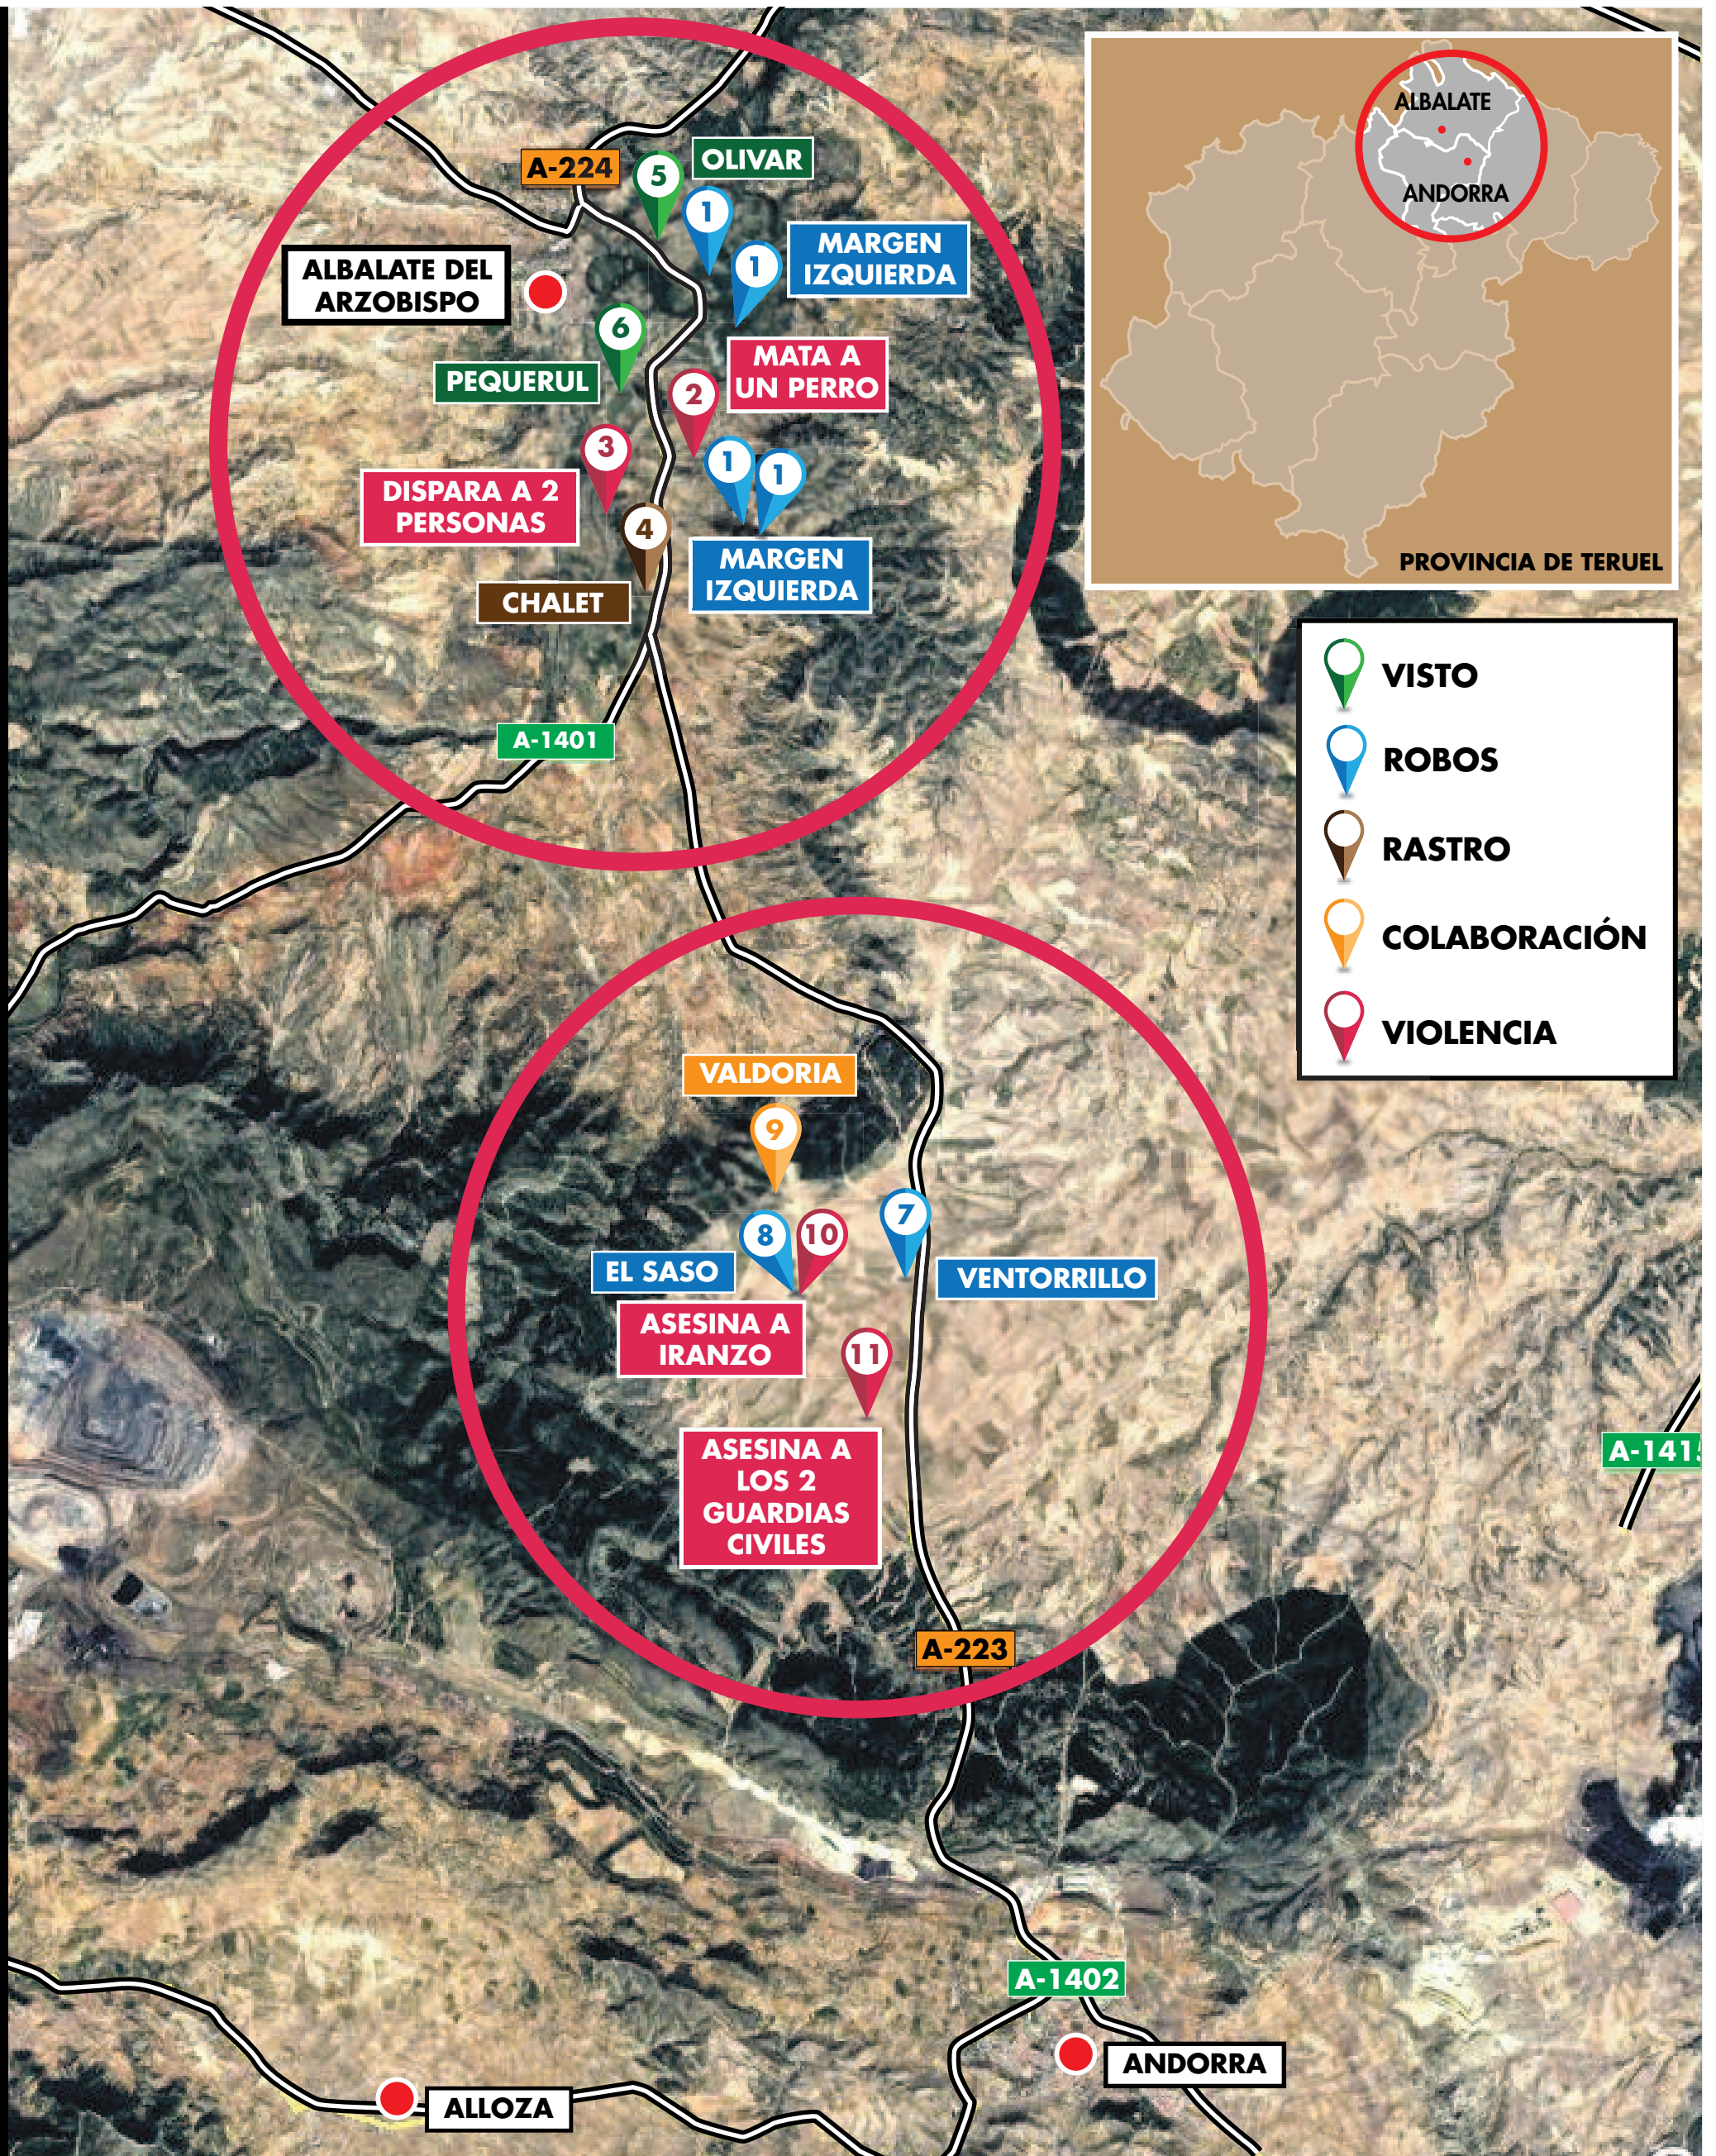 A-224
5
OLIVAR
1
MARGEN
IZQUIERDA
1
ALBALATE DEL
ARZOBISPO
6
PEQUERUL
MATA A
UN PERRO
2
3
1
1
DISPARA A 2
PERSONAS
4
MARGEN
IZQUIERDA
CHALET
A-1401
ALBALATE
ANDORRA
PROVINCIA DE TERUEL
VISTO
ROBOS
RASTRO
COLABORACIÓN
VIOLENCIA
VALDORIA
9
7
8
10
EL SASO
VENTORRILLO
ASESINA A
IRANZO
11
ASESINA A
LOS 2
GUARDIAS
CIVILES
A-1415
A-223
A-1402
ANDORRA
ALLOZA